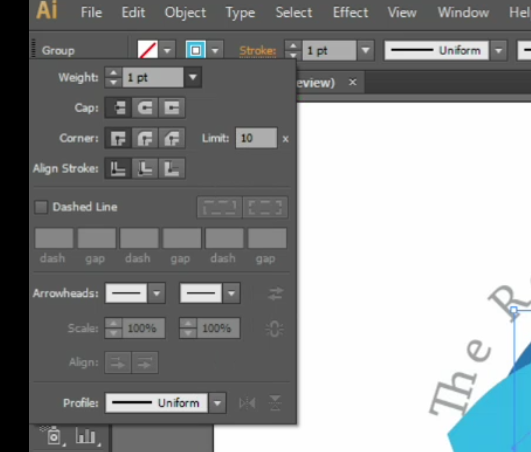 Ai File Edit Object Type Select Effect View Window Hel
Group Stroke: 1 pt Uniform
eview) ×
Weight: 1 pt
Cap:
Corner: Limit: 10 x
Align Stroke:
Dashed Line
dash gap dash gap dash gap
Arrowheads:
Scale: 100% 100%
Align:
Profile: Uniform
The R